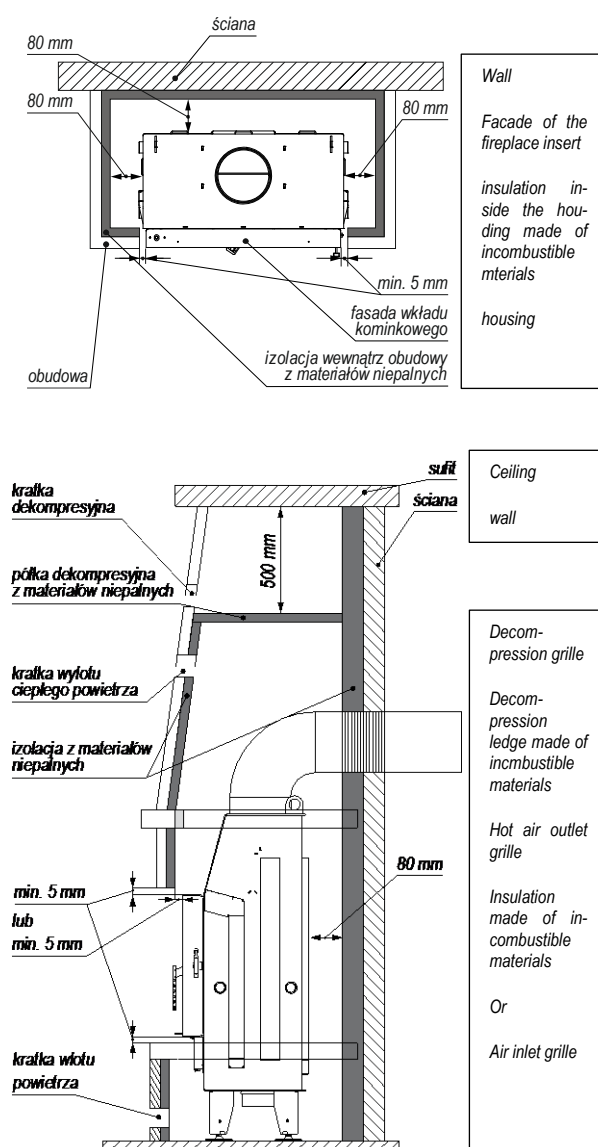 ściana
80 mm
80 mm
80 mm
min. 5 mm
fasada wkładu
kominkowego
izolacja wewnątrz obudowy
z materiałów niepalnych
obudowa
Wall
Facade of the
fireplace insert
insulation in-
side the hou-
ding made of
incombustible
mterials
housing
sufit
ściana
kratka
dekompresyjna
500 mm
półka dekompresyjna
z materiałów niepalnych
kratka wylotu
ciepłego powietrza
izolacja z materiałów
niepalnych
80 mm
min. 5 mm
lub
min. 5 mm
kratka wlotu
powietrza
Ceiling
wall
Decom-
pression grille
Decom-
pression
ledge made of
incmbustible
materials
Hot air outlet
grille
Insulation
made of in-
combustible
materials
Or
Air inlet grille